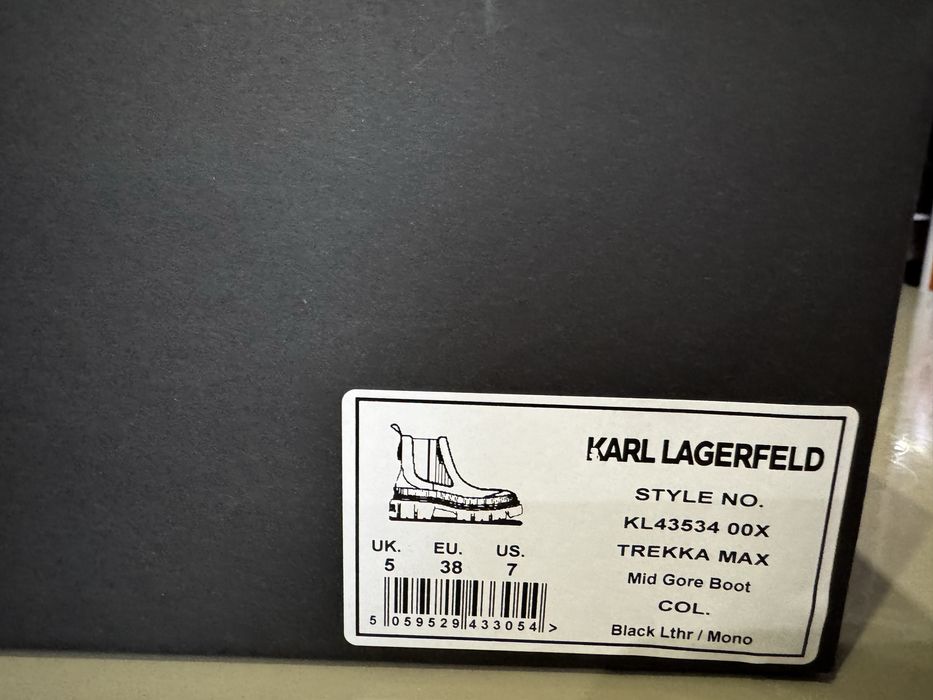 KARL LAGERFELD
STYLE NO.
KL43534 00X
TREKKA MAX
Mid Gore Boot
COL.
Black Lthr / Mono
UK. EU. US.
5 38 7
5 059529 433054 >